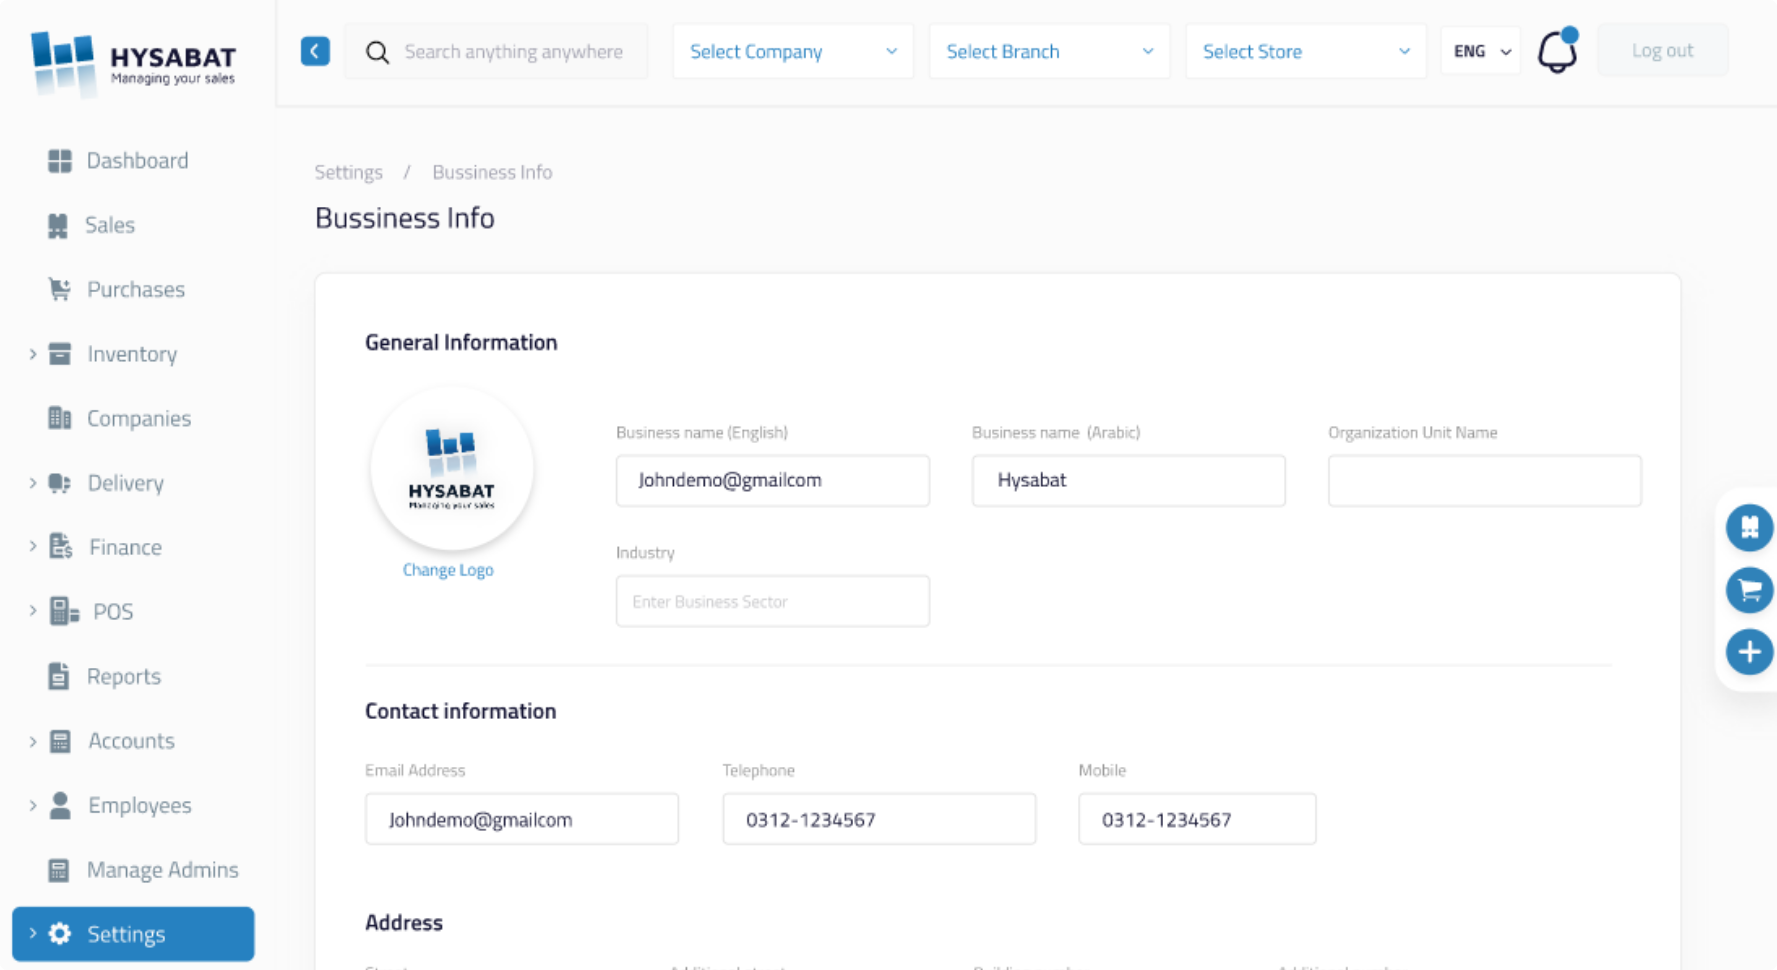 HYSABAT
Managing your sales
Search anything anywhere
Select Company
Select Branch
Select Store
ENG
Log out
Dashboard
Sales
Purchases
Inventory
Companies
Delivery
Finance
POS
Reports
Accounts
Employees
Manage Admins
Settings
Settings / Bussiness Info
Bussiness Info
General Information
HYSABAT
Managing your sales
Change Logo
Business name (English)
Johndemo@gmailcom
Business name (Arabic)
Hysabat
Organization Unit Name
Industry
Enter Business Sector
Contact information
Email Address
Johndemo@gmailcom
Telephone
0312-1234567
Mobile
0312-1234567
Address